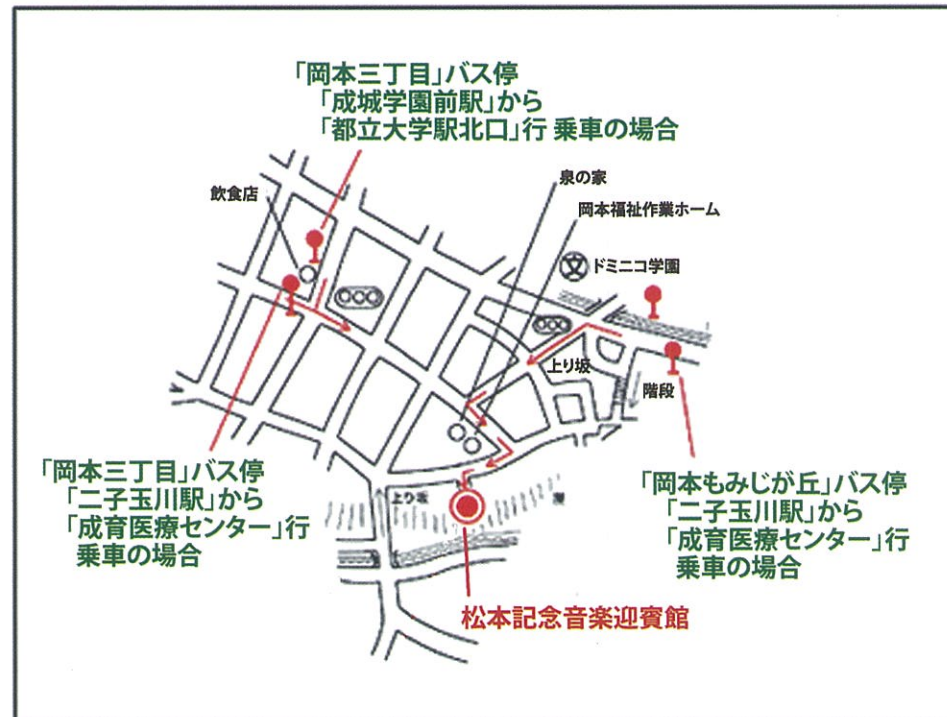 「岡本三丁目」バス停
「成城学園前駅」から
「都立大学駅北口」行 乗車の場合
飲食店
泉の家
岡本福祉作業ホーム
文
ドミニコ学園
上り坂
階段
「岡本三丁目」バス停
「二子玉川駅」から
「成育医療センター」行
乗車の場合
上り坂
「岡本もみじが丘」バス停
「二子玉川駅」から
「成育医療センター」行
乗車の場合
松本記念音楽迎賓館